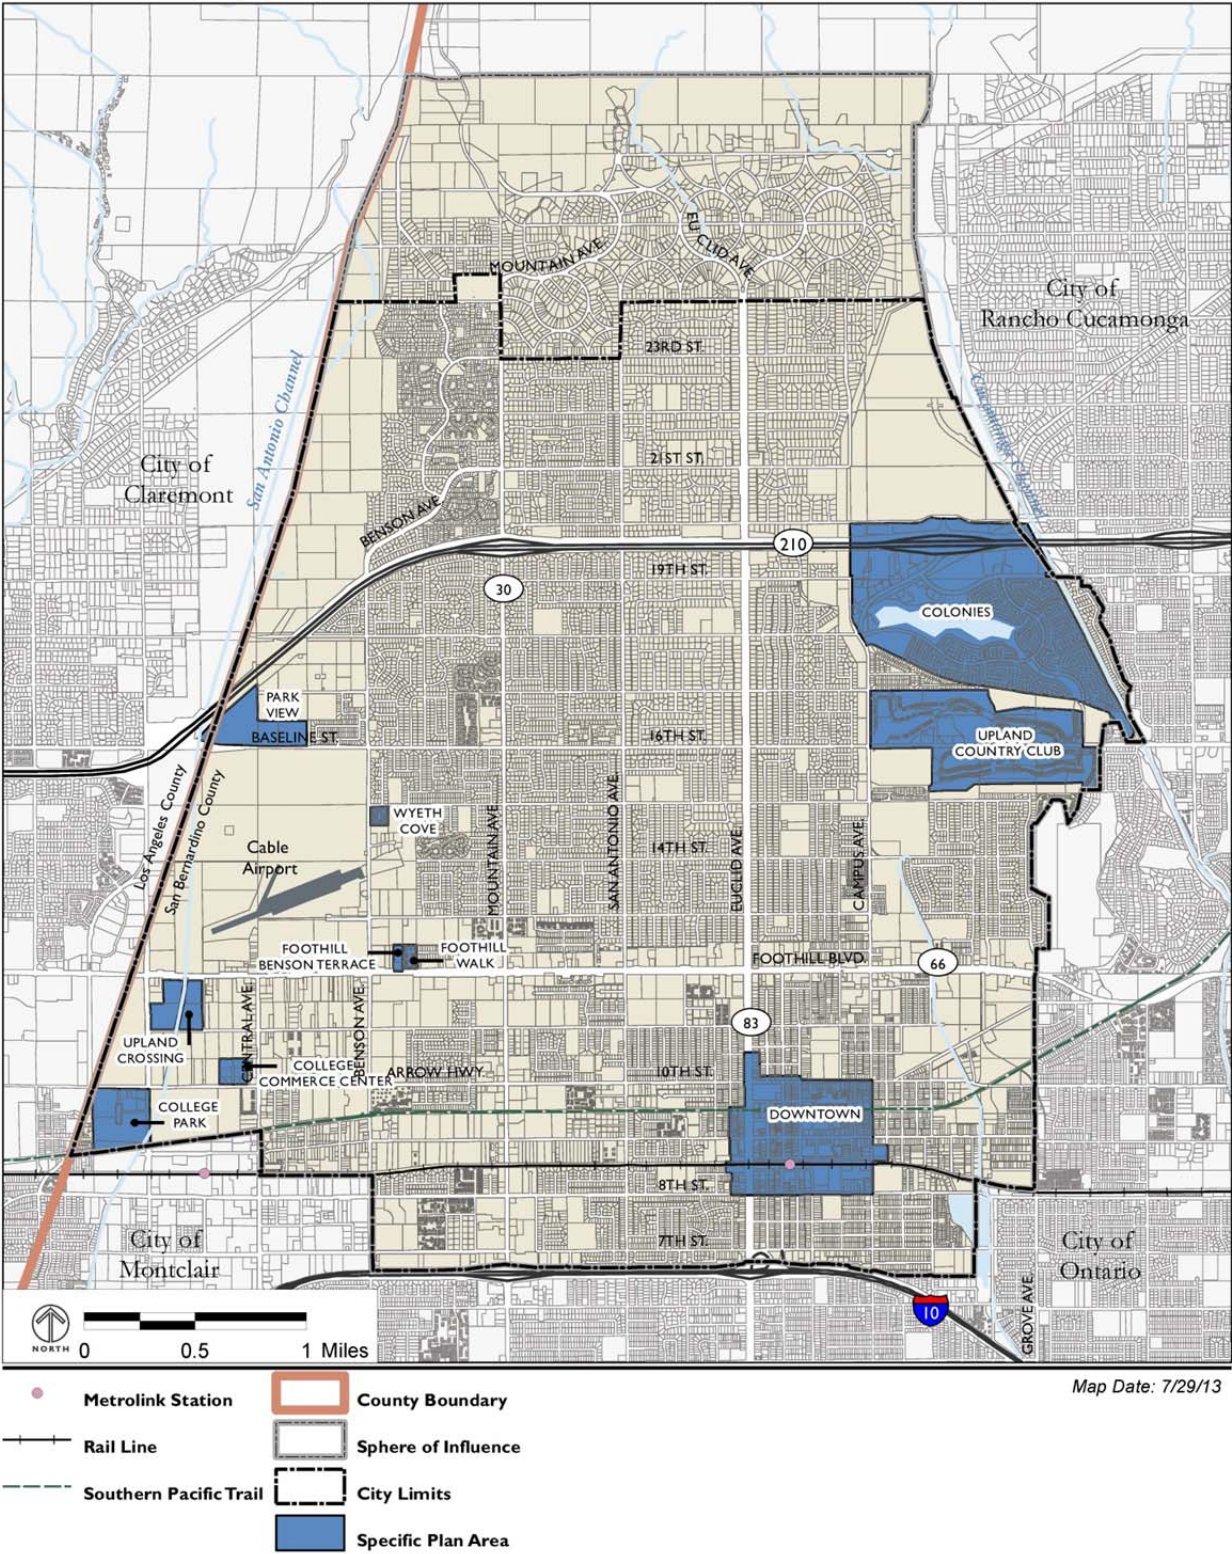 MOUNTAIN AVE.
EUCLID AVE
City of
Rancho Cucamonga
23RD ST.
San Antonio Channel
Cucamonga Channel
21ST ST.
City of
Claremont
BENSON AVE
210
19TH ST.
30
COLONIES
PARK
VIEW
BASELINE ST.
16TH ST.
UPLAND
COUNTRY CLUB
Los Angeles County
San Bernardino County
WYETH
COVE
MOUNTAIN AVE.
SAN ANTONIO AVE.
EUCLID AVE.
CAMPUS AVE.
14TH ST.
Cable
Airport
FOOTHILL
BENSON TERRACE
FOOTHILL
WALK
FOOTHILL BLVD.
66
CENTRAL AVE.
BENSON AVE.
83
UPLAND
CROSSING
COLLEGE
COMMERCE CENTER
ARROW HWY.
10TH ST.
COLLEGE
PARK
DOWNTOWN
8TH ST.
7TH ST.
City of
Montclair
City of
Ontario
GROVE AVE.
10
NORTH
0 0.5 1 Miles
Map Date: 7/29/13
Metrolink Station
County Boundary
Rail Line
Sphere of Influence
Southern Pacific Trail
City Limits
Specific Plan Area